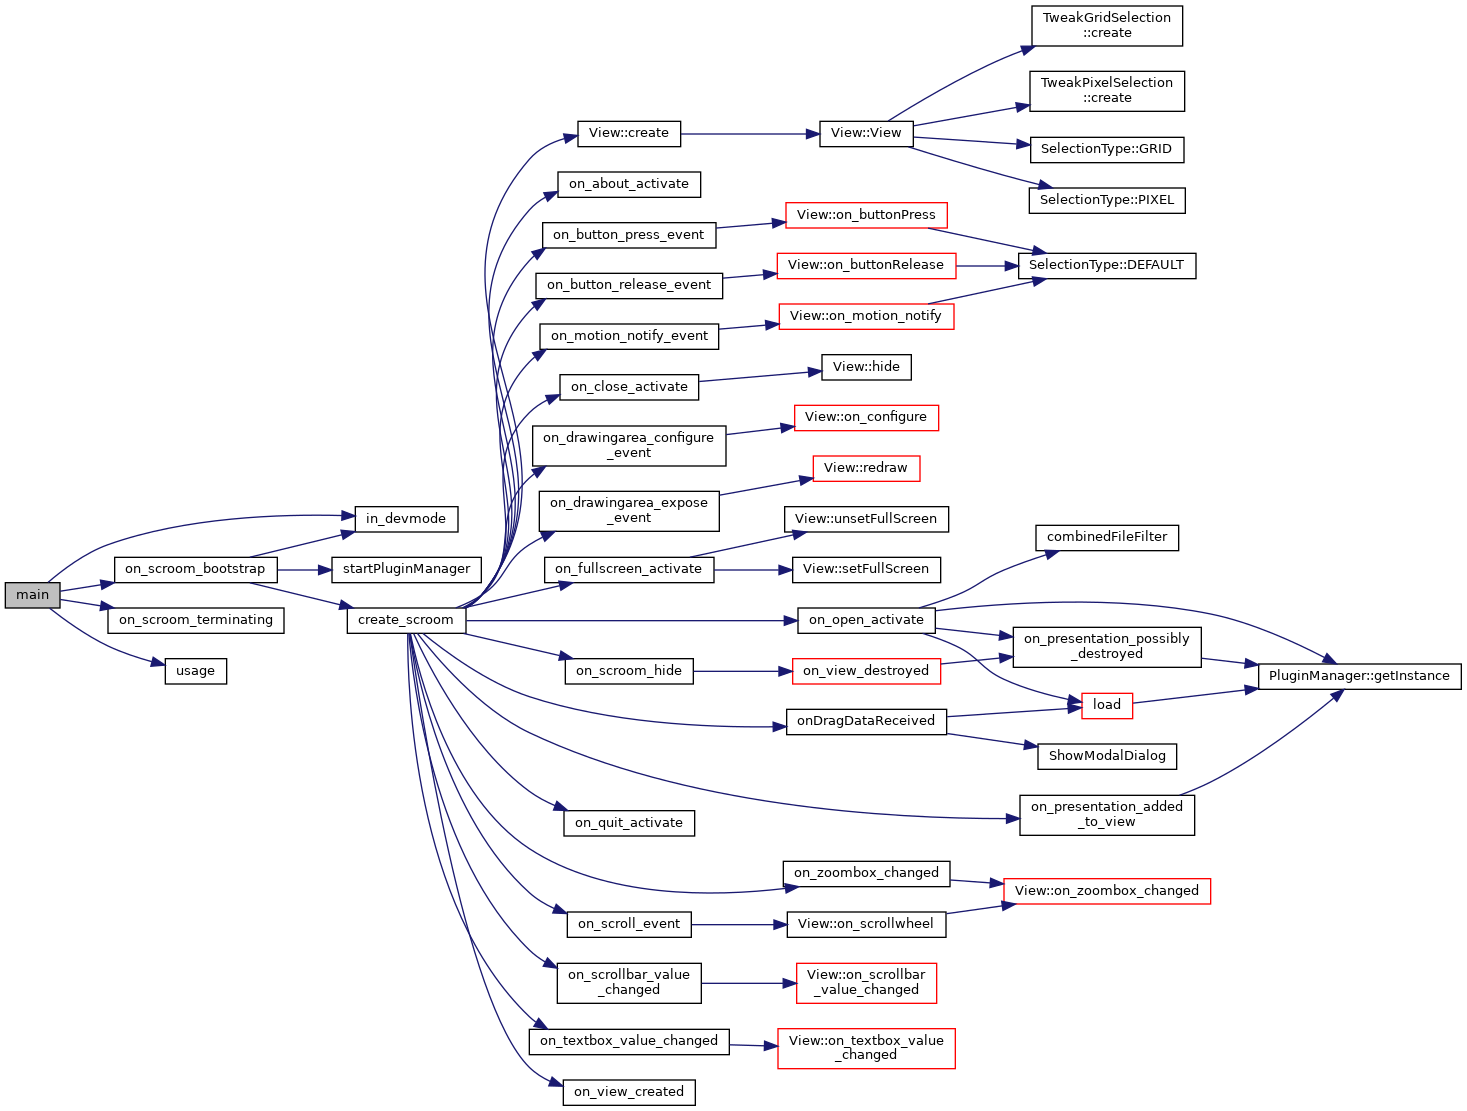 TweakGridSelection
::create
TweakPixelSelection
::create
View::create
View::View
SelectionType::GRID
on_about_activate
SelectionType::PIXEL
View::on_buttonPress
on_button_press_event
View::on_buttonRelease
SelectionType::DEFAULT
on_button_release_event
View::on_motion_notify
on_motion_notify_event
View::hide
on_close_activate
View::on_configure
on_drawingarea_configure
_event
View::redraw
on_drawingarea_expose
_event
in_devmode
View::unsetFullScreen
combinedFileFilter
on_scroom_bootstrap
startPluginManager
on_fullscreen_activate
View::setFullScreen
main
on_scroom_terminating
create_scroom
on_open_activate
on_presentation_possibly
_destroyed
usage
on_scroom_hide
on_view_destroyed
PluginManager::getInstance
load
onDragDataReceived
ShowModalDialog
on_presentation_added
_to_view
on_quit_activate
on_zoombox_changed
View::on_zoombox_changed
on_scroll_event
View::on_scrollwheel
on_scrollbar_value
_changed
View::on_scrollbar
_value_changed
on_textbox_value_changed
View::on_textbox_value
_changed
on_view_created